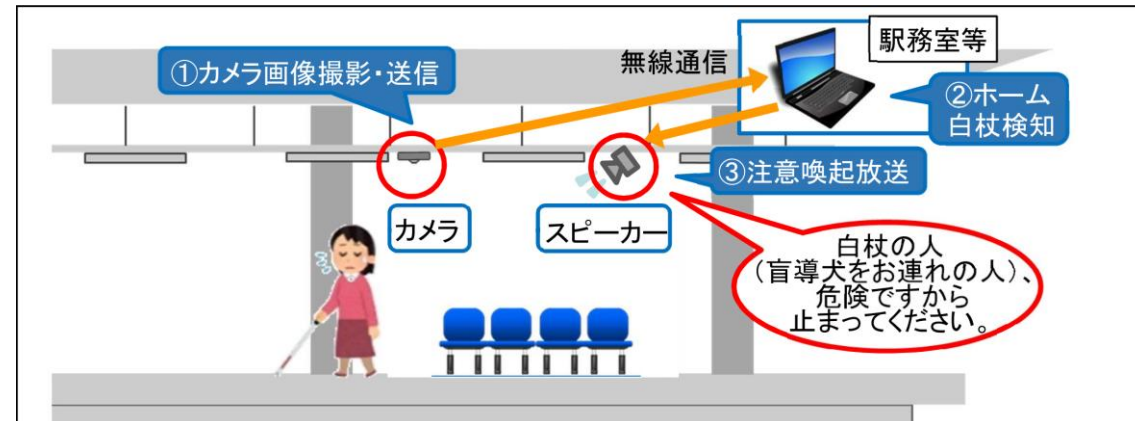 駅務室等
無線通信
①カメラ画像撮影・送信
②ホーム
白杖検知
③注意喚起放送
カメラ
スピーカー
白杖の人
（盲導犬をお連れの人）、
危険ですから
止まってください。